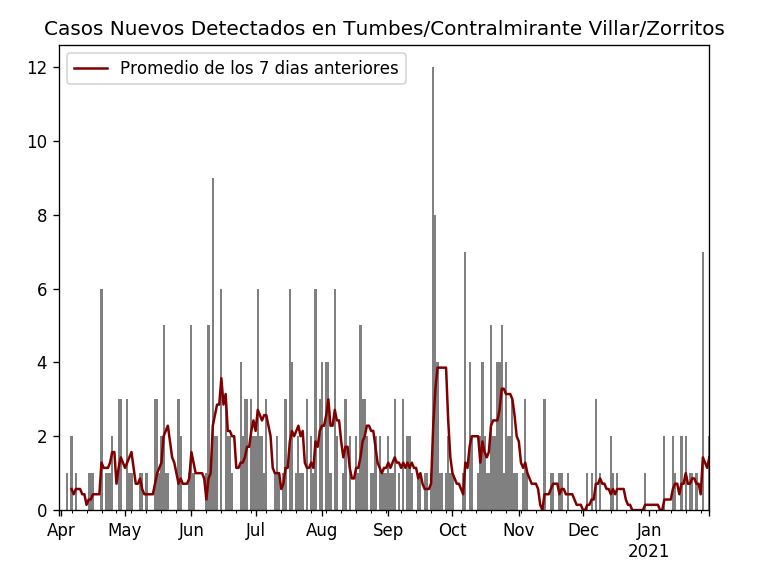 Casos Nuevos Detectados en Tumbes/Contralmirante Villar/Zorritos
Promedio de los 7 dias anteriores
12
10
8
6
4
2
0
Apr May Jun Jul Aug Sep Oct Nov Dec Jan
2021